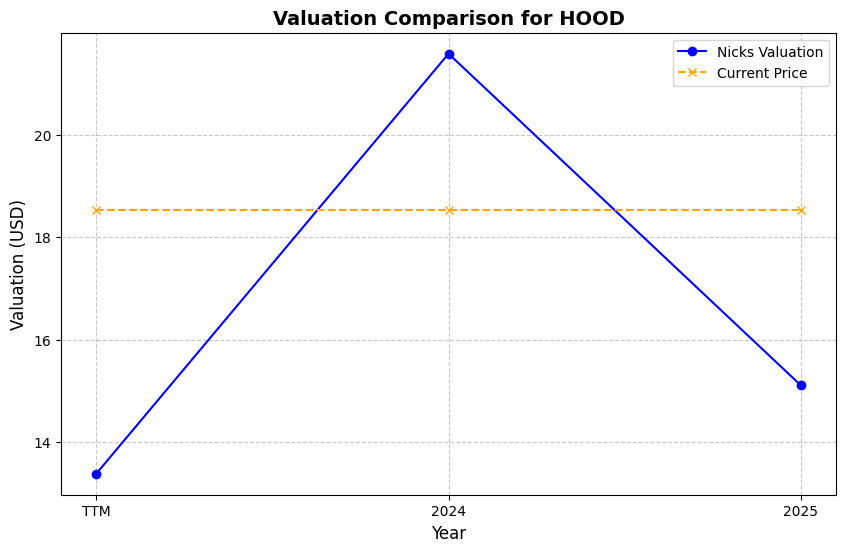 Valuation Comparison for HOOD
Nicks Valuation
Current Price
Valuation (USD)
20
18
16
14
TTM
2024
2025
Year